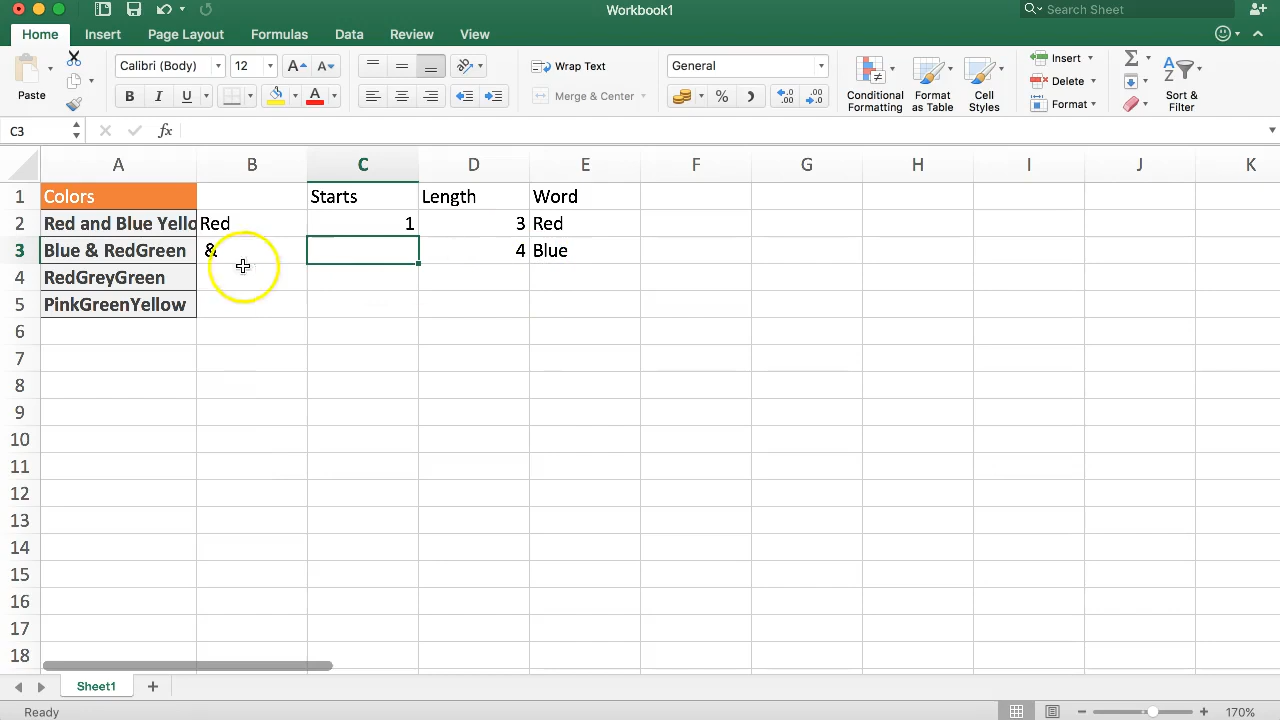 Workbook1
Search Sheet
Home Insert Page Layout Formulas Data Review View
Paste
Calibri (Body) 12
B I U
Wrap Text
Merge & Center
General
Conditional Formatting
Format as Table
Cell Styles
Insert
Delete
Format
Sort & Filter
C3 fx
A B C D E F G H I J K
1 Colors Starts Length Word
2 Red and Blue Yello Red 1 3 Red
3 Blue & RedGreen & 4 Blue
4 RedGreyGreen
5 PinkGreenYellow
6
7
8
9
10
11
12
13
14
15
16
17
18
Sheet1
Ready 170%